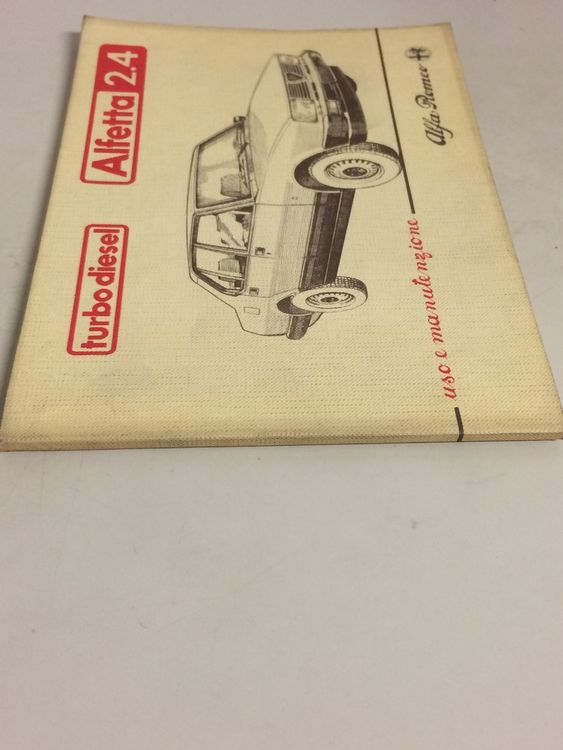 turbodiesel Alfetta 2.4
uso e manutenzione Alfa-Romeo